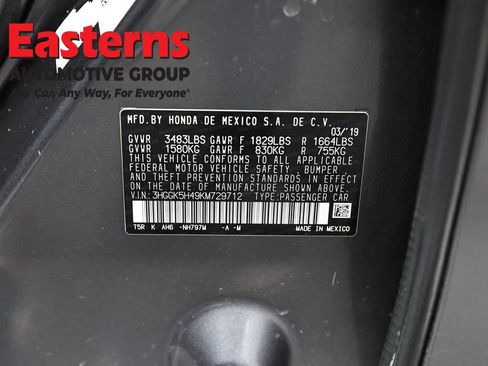 Easterns
AUTOMOTIVE GROUP
Any Car, Any Way, For Everyone®
MFD.BY HONDA DE MEXICO S.A. DE C.V.
03/'19
GVWR 3483LBS GAWR F 1829LBS R 1664LBS
GVWR 1580KG GAWR F 830KG R 755KG
THIS VEHICLE CONFORMS TO ALL APPLICABLE
FEDERAL MOTOR VEHICLE SAFETY, BUMPER,
AND THEFT PREVENTION STANDARDS IN EFFECT
ON THE DATE OF MANUFACTURE SHOWN ABOVE.
V.I.N: 3HGGK5H49KM729712 TYPE:PASSENGER CAR
T5R K AH6 -NH797M -A -M MADE IN MEXICO